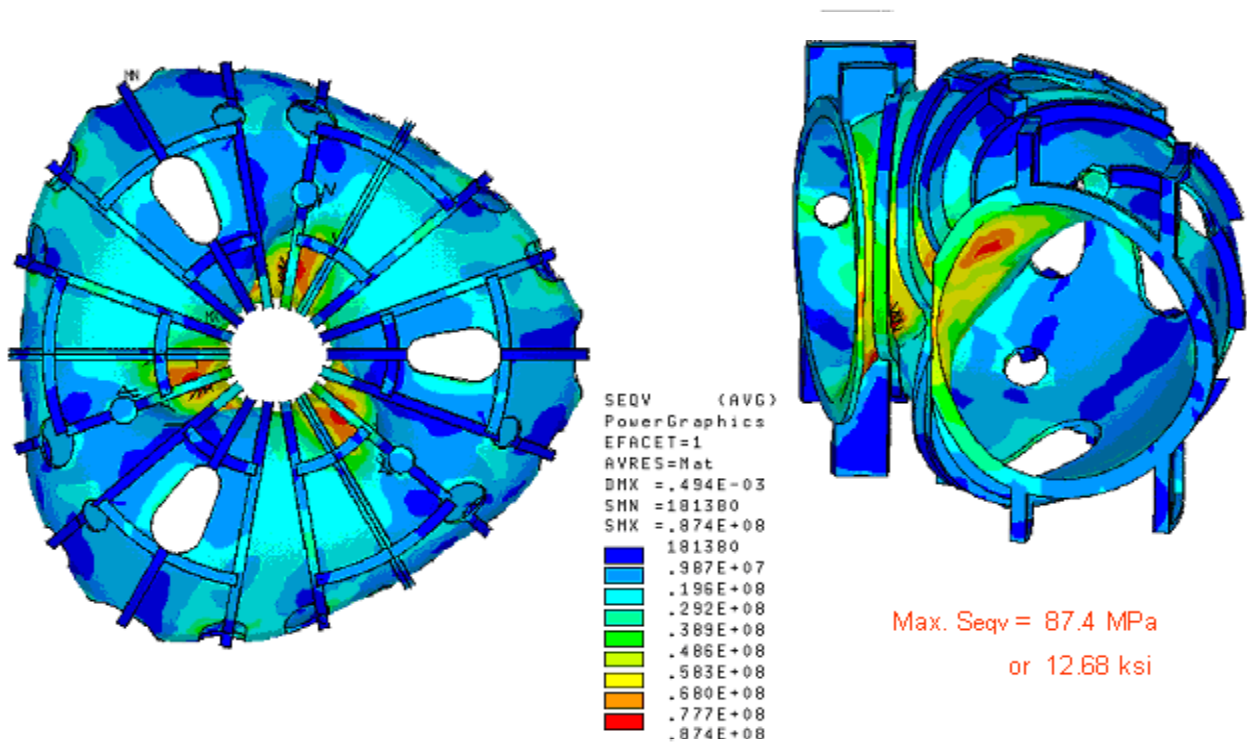 MN
SEQV (AVG)
PowerGraphics
EFACET=1
AVRES=Mat
DMX =.494E-03
SMN =181380
SMX =.874E+08
181380
.987E+07
.196E+08
.292E+08
.389E+08
.486E+08
.583E+08
.680E+08
.777E+08
.874E+08
Max. Seqv = 87.4 MPa
or 12.68 ksi